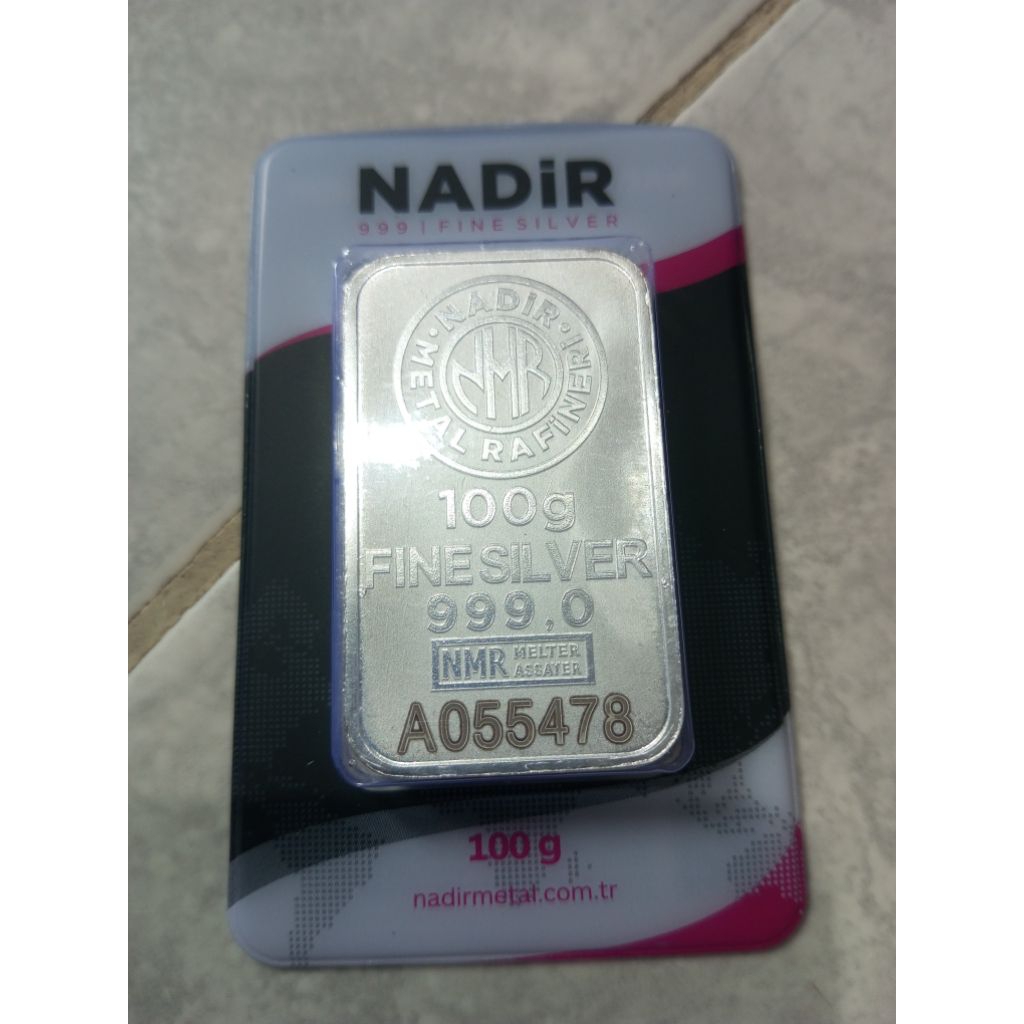 NADİR
999 | FINE SILVER
• NADİR •
METAL RAFİNERİ
NMR
100g
FINE SILVER
999,0
NMR MELTER
ASSAYER
A055478
100 g
nadirmetal.com.tr